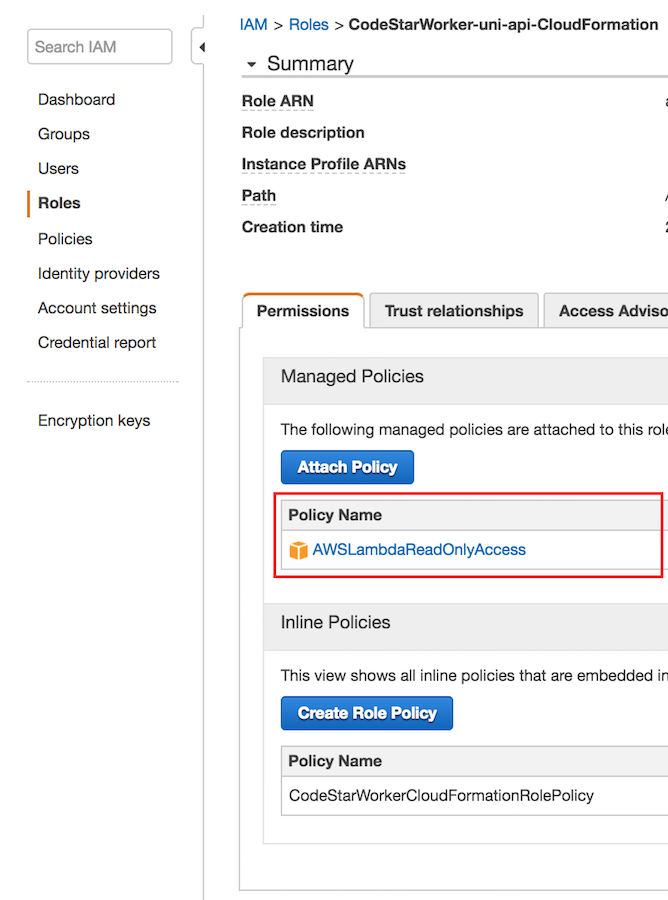 Search IAM
Dashboard
Groups
Users
Roles
Policies
Identity providers
Account settings
Credential report
Encryption keys
IAM > Roles > CodeStarWorker-uni-api-CloudFormation
Summary
Role ARN
Role description
Instance Profile ARNs
Path
Creation time
Permissions
Trust relationships
Access Adviso
Managed Policies
The following managed policies are attached to this role
Attach Policy
Policy Name
AWSLambdaReadOnlyAccess
Inline Policies
This view shows all inline policies that are embedded in
Create Role Policy
Policy Name
CodeStarWorkerCloudFormationRolePolicy